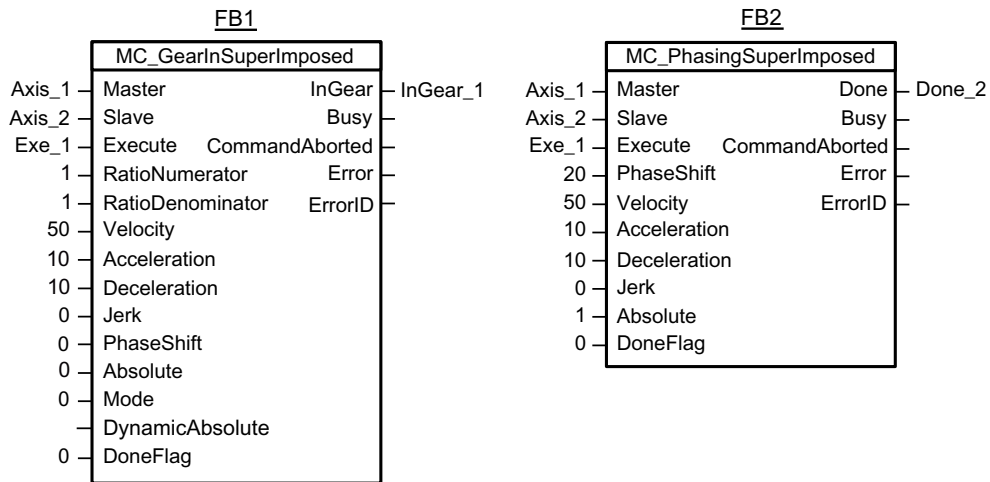 FB1
MC_GearInSuperImposed
Axis_1 Master InGear InGear_1
Axis_2 Slave Busy
Exe_1 Execute CommandAborted
1 RatioNumerator Error
1 RatioDenominator ErrorID
50 Velocity
10 Acceleration
10 Deceleration
0 Jerk
0 PhaseShift
0 Absolute
0 Mode
DynamicAbsolute
0 DoneFlag
FB2
MC_PhasingSuperImposed
Axis_1 Master Done Done_2
Axis_2 Slave Busy
Exe_1 Execute CommandAborted
20 PhaseShift Error
50 Velocity ErrorID
10 Acceleration
10 Deceleration
0 Jerk
1 Absolute
0 DoneFlag